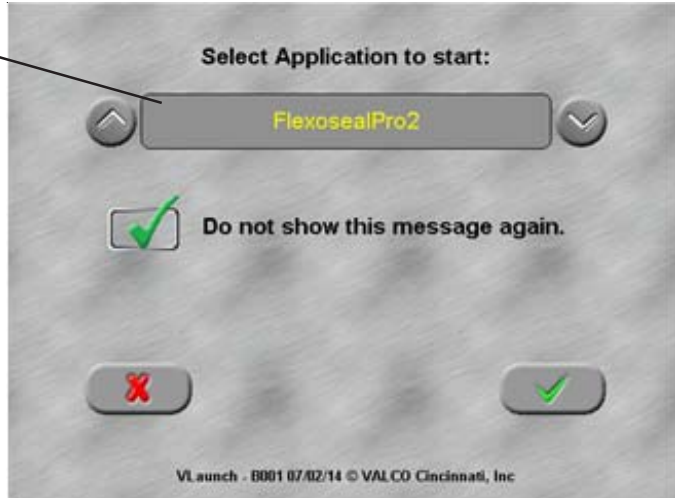 Select Application to start:
FlexosealPro2
Do not show this message again.
VLaunch - B001 07/02/14 © VALCO Cincinnati, Inc